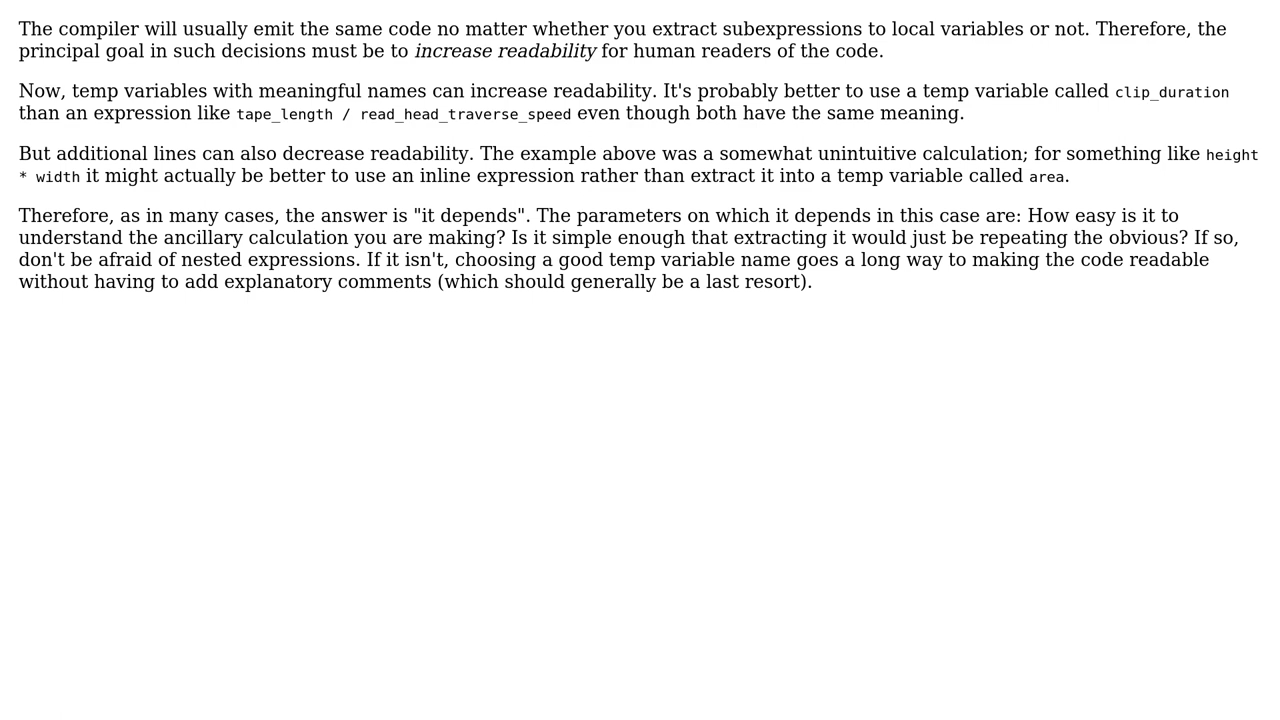 The compiler will usually emit the same code no matter whether you extract subexpressions to local variables or not. Therefore, the
principal goal in such decisions must be to increase readability for human readers of the code.
Now, temp variables with meaningful names can increase readability. It's probably better to use a temp variable called clip_duration
than an expression like tape_length / read_head_traverse_speed even though both have the same meaning.
But additional lines can also decrease readability. The example above was a somewhat unintuitive calculation; for something like height
* width it might actually be better to use an inline expression rather than extract it into a temp variable called area.
Therefore, as in many cases, the answer is "it depends". The parameters on which it depends in this case are: How easy is it to
understand the ancillary calculation you are making? Is it simple enough that extracting it would just be repeating the obvious? If so,
don't be afraid of nested expressions. If it isn't, choosing a good temp variable name goes a long way to making the code readable
without having to add explanatory comments (which should generally be a last resort).